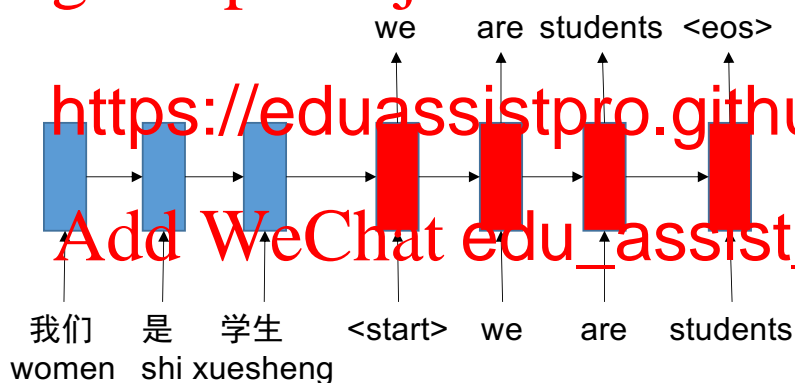 we are students <eos>
https://eduassistpro.githu
Add WeChat edu_assist_
我们 是 学生 <start> we are students
women shi xuesheng